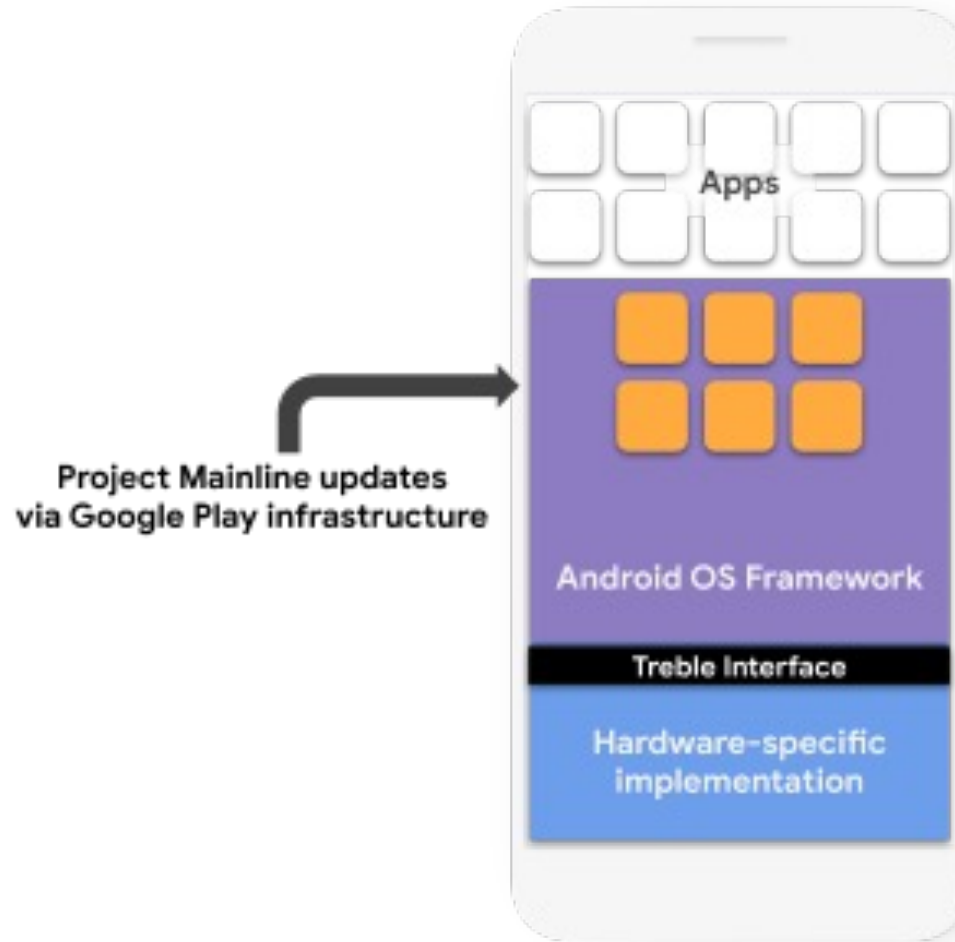 Apps
Project Mainline updates
via Google Play infrastructure
Android OS Framework
Treble Interface
Hardware-specific
implementation